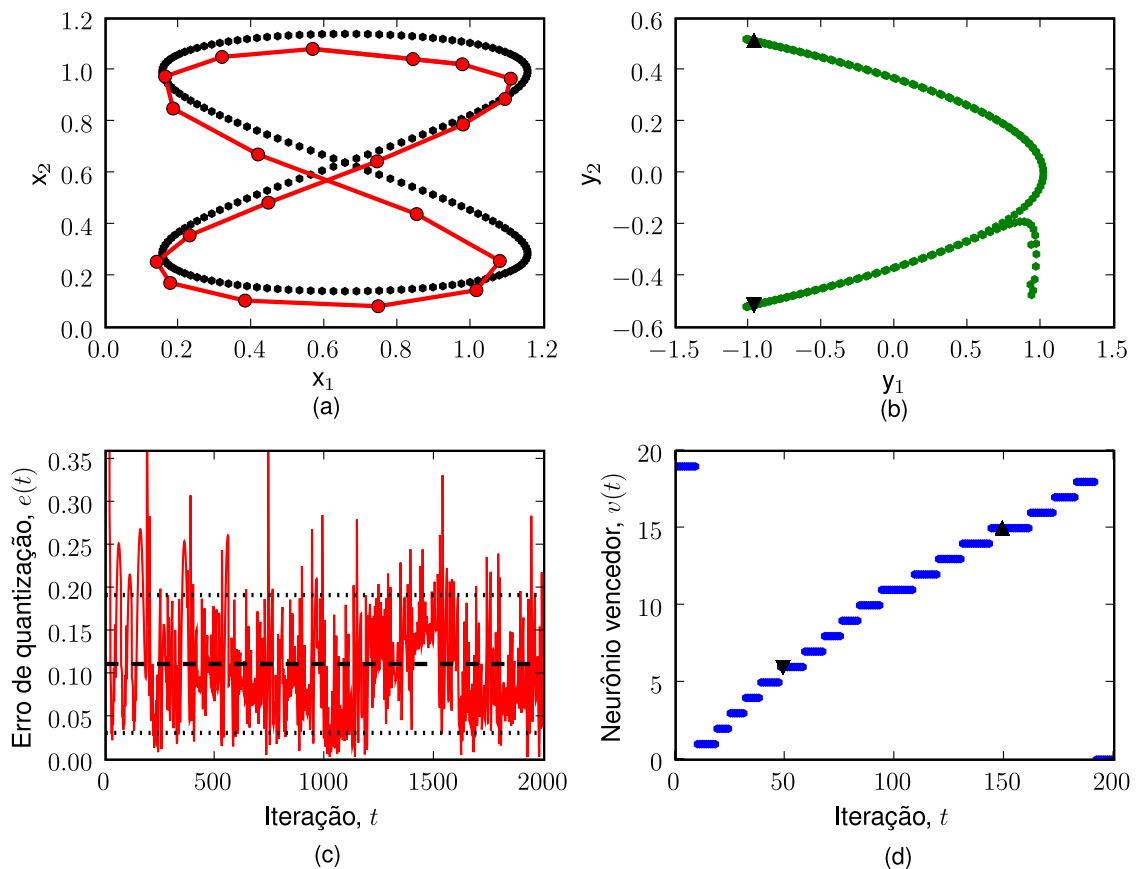 1.2
1.0
0.8
0.6
0.4
0.2
0.0
x2
0.0 0.2 0.4 0.6 0.8 1.0 1.2
x1
(a)
0.6
0.4
0.2
0.0
−0.2
−0.4
−0.6
y2
−1.5 −1.0 −0.5 0.0 0.5 1.0 1.5
y1
(b)
0.35
0.30
0.25
0.20
0.15
0.10
0.05
0.00
Erro de quantização, e(t)
0 500 1000 1500 2000
Iteração, t
(c)
20
15
10
5
0
Neurônio vencedor, v(t)
0 50 100 150 200
Iteração, t
(d)